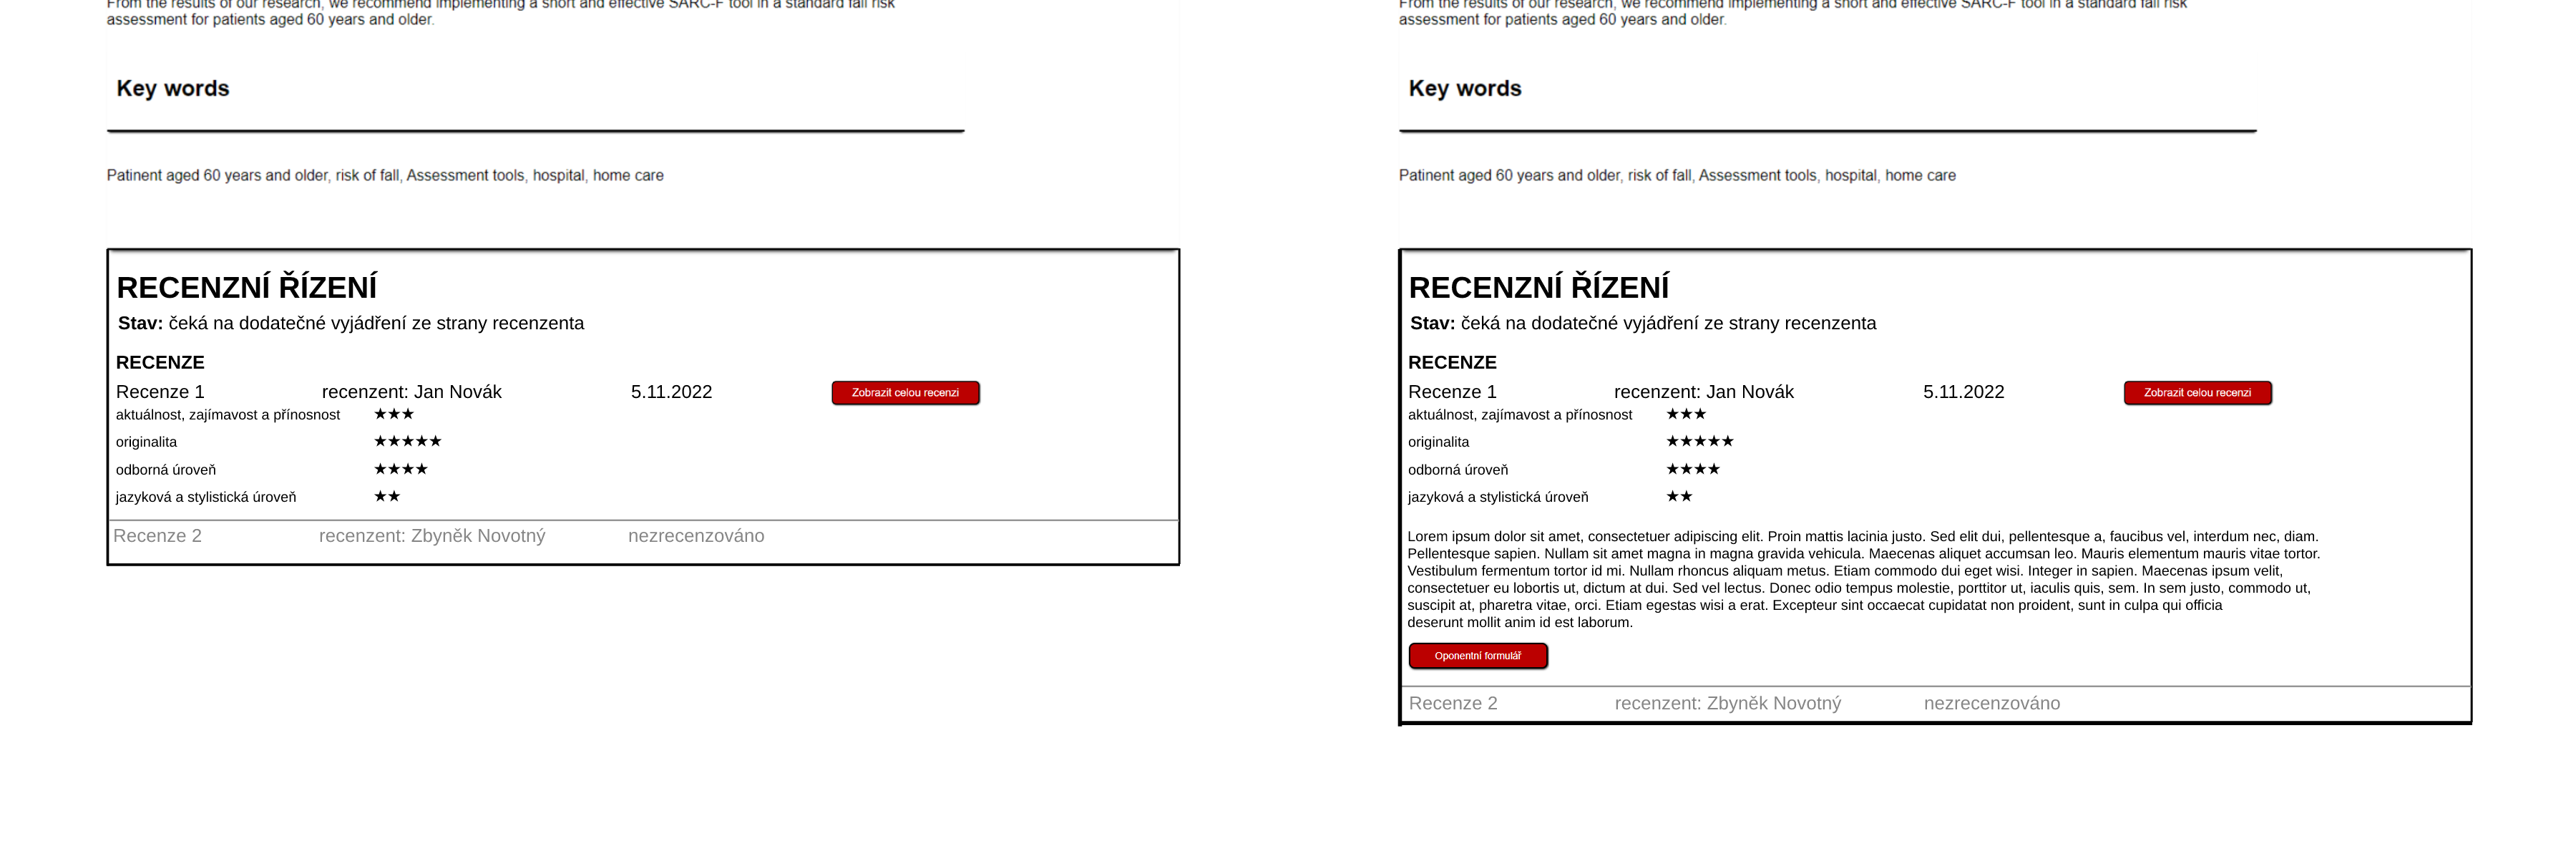 From the results of our research, we recommend implementing a short and effective SARC-F tool in a standard fall risk
assessment for patients aged 60 years and older.
Key words
Patinent aged 60 years and older, risk of fall, Assessment tools, hospital, home care
RECENZNÍ ŘÍZENÍ
Stav: čeká na dodatečné vyjádření ze strany recenzenta
RECENZE
Recenze 1 recenzent: Jan Novák 5.11.2022 Zobrazit celou recenzi
aktuálnost, zajímavost a přínosnost ★★★
originalita ★★★★★
odborná úroveň ★★★★
jazyková a stylistická úroveň ★★
Recenze 2 recenzent: Zbyněk Novotný nezrecenzováno
From the results of our research, we recommend implementing a short and effective SARC-F tool in a standard fall risk
assessment for patients aged 60 years and older.
Key words
Patinent aged 60 years and older, risk of fall, Assessment tools, hospital, home care
RECENZNÍ ŘÍZENÍ
Stav: čeká na dodatečné vyjádření ze strany recenzenta
RECENZE
Recenze 1 recenzent: Jan Novák 5.11.2022 Zobrazit celou recenzi
aktuálnost, zajímavost a přínosnost ★★★
originalita ★★★★★
odborná úroveň ★★★★
jazyková a stylistická úroveň ★★
Lorem ipsum dolor sit amet, consectetuer adipiscing elit. Proin mattis lacinia justo. Sed elit dui, pellentesque a, faucibus vel, interdum nec, diam.
Pellentesque sapien. Nullam sit amet magna in magna gravida vehicula. Maecenas aliquet accumsan leo. Mauris elementum mauris vitae tortor.
Vestibulum fermentum tortor id mi. Nullam rhoncus aliquam metus. Etiam commodo dui eget wisi. Integer in sapien. Maecenas ipsum velit,
consectetuer eu lobortis ut, dictum at dui. Sed vel lectus. Donec odio tempus molestie, porttitor ut, iaculis quis, sem. In sem justo, commodo ut,
suscipit at, pharetra vitae, orci. Etiam egestas wisi a erat. Excepteur sint occaecat cupidatat non proident, sunt in culpa qui officia
deserunt mollit anim id est laborum.
Oponentní formulář
Recenze 2 recenzent: Zbyněk Novotný nezrecenzováno